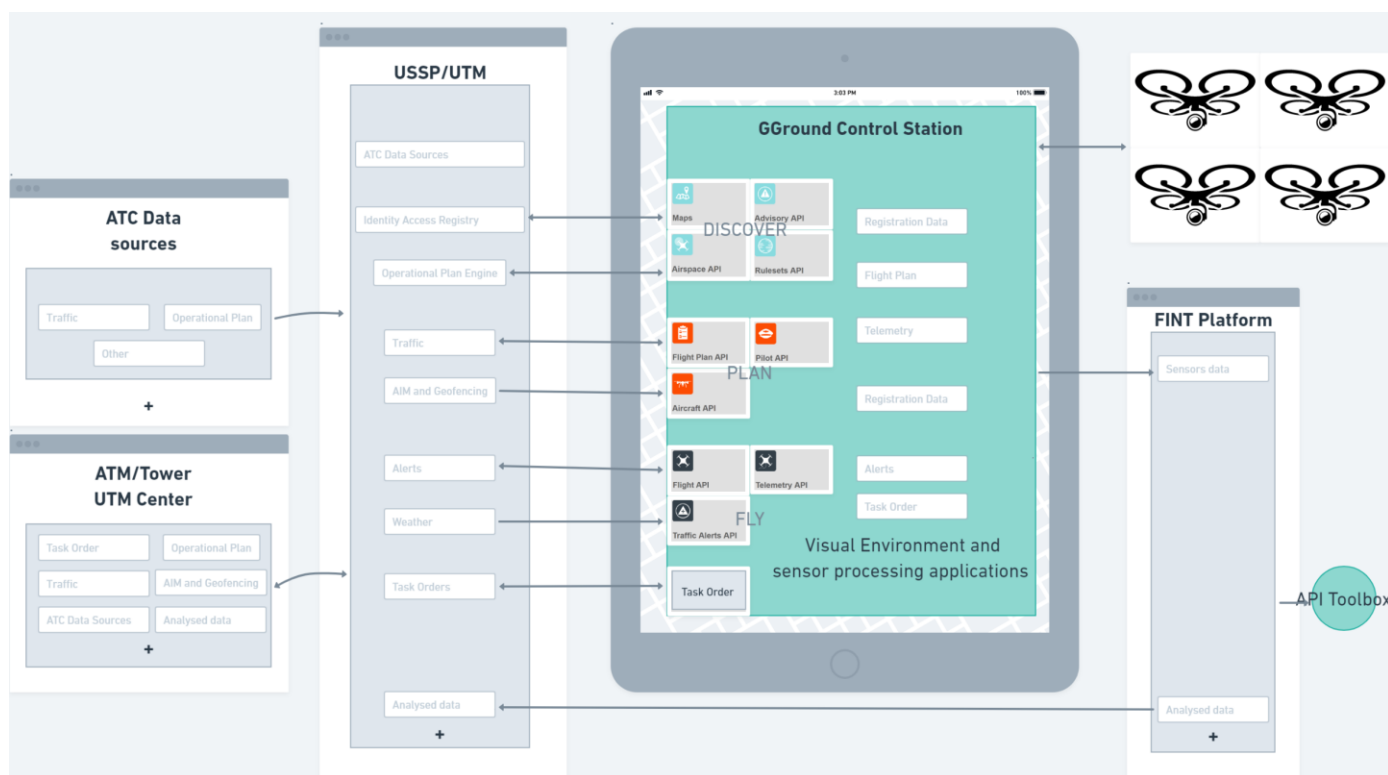 ATC Data
sources
Traffic
Operational Plan
Other
+
ATM/Tower
UTM Center
Task Order
Operational Plan
Traffic
AIM and Geofencing
ATC Data Sources
Analysed data
+
USSP/UTM
ATC Data Sources
Identity Access Registry
Operational Plan Engine
Traffic
AIM and Geofencing
Alerts
Weather
Task Orders
Analysed data
+
3:03 PM
100%
GGround Control Station
Maps
Advisory API
DISCOVER
Airspace API
Rulesets API
Flight Plan API
Pilot API
PLAN
Aircraft API
Flight API
Telemetry API
FLY
Traffic Alerts API
Task Order
Registration Data
Flight Plan
Telemetry
Registration Data
Alerts
Task Order
Visual Environment and
sensor processing applications
FINT Platform
Sensors data
Analysed data
+
API Toolbox